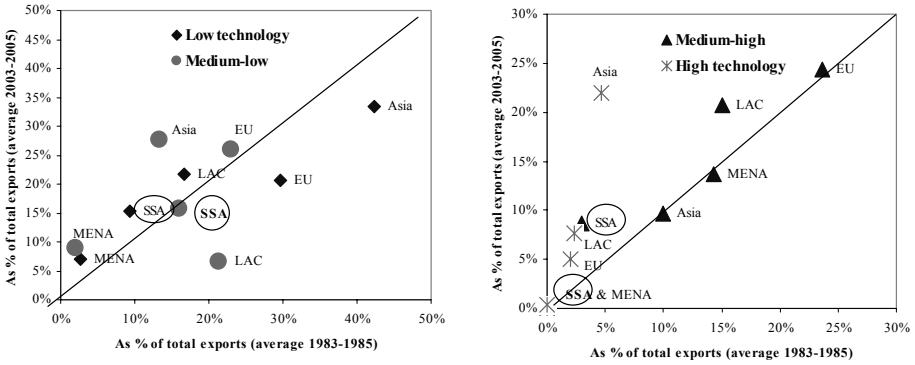 As % of total exports (average 2003-2005)
50%
45%
40%
35%
30%
25%
20%
15%
10%
5%
0%
Low technology
Medium-low
Asia
Asia
EU
LAC
EU
SSA
SSA
MENA
MENA
LAC
0% 10% 20% 30% 40% 50%
As % of total exports (average 1983-1985)
As % of total exports (average 2003-2005)
30%
25%
20%
15%
10%
5%
0%
Medium-high
High technology
Asia
EU
LAC
MENA
SSA
Asia
LAC
EU
SSA & MENA
0% 5% 10% 15% 20% 25% 30%
As % of total exports (average 1983-1985)